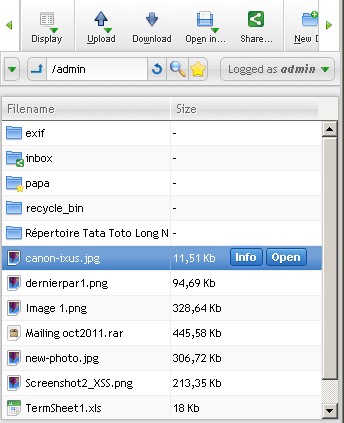 Display Upload Download Open in... Share... New D
/admin Logged as admin
Filename Size
exif -
inbox -
papa -
recycle_bin -
Répertoire Tata Toto Long N -
canon-ixus.jpg 11,51 Kb Info Open
dernierpar1.png 94,69 Kb
Image 1.png 328,64 Kb
Mailing oct2011.rar 445,58 Kb
new-photo.jpg 306,72 Kb
Screenshot2_XSS.png 213,35 Kb
TermSheet1.xls 18 Kb